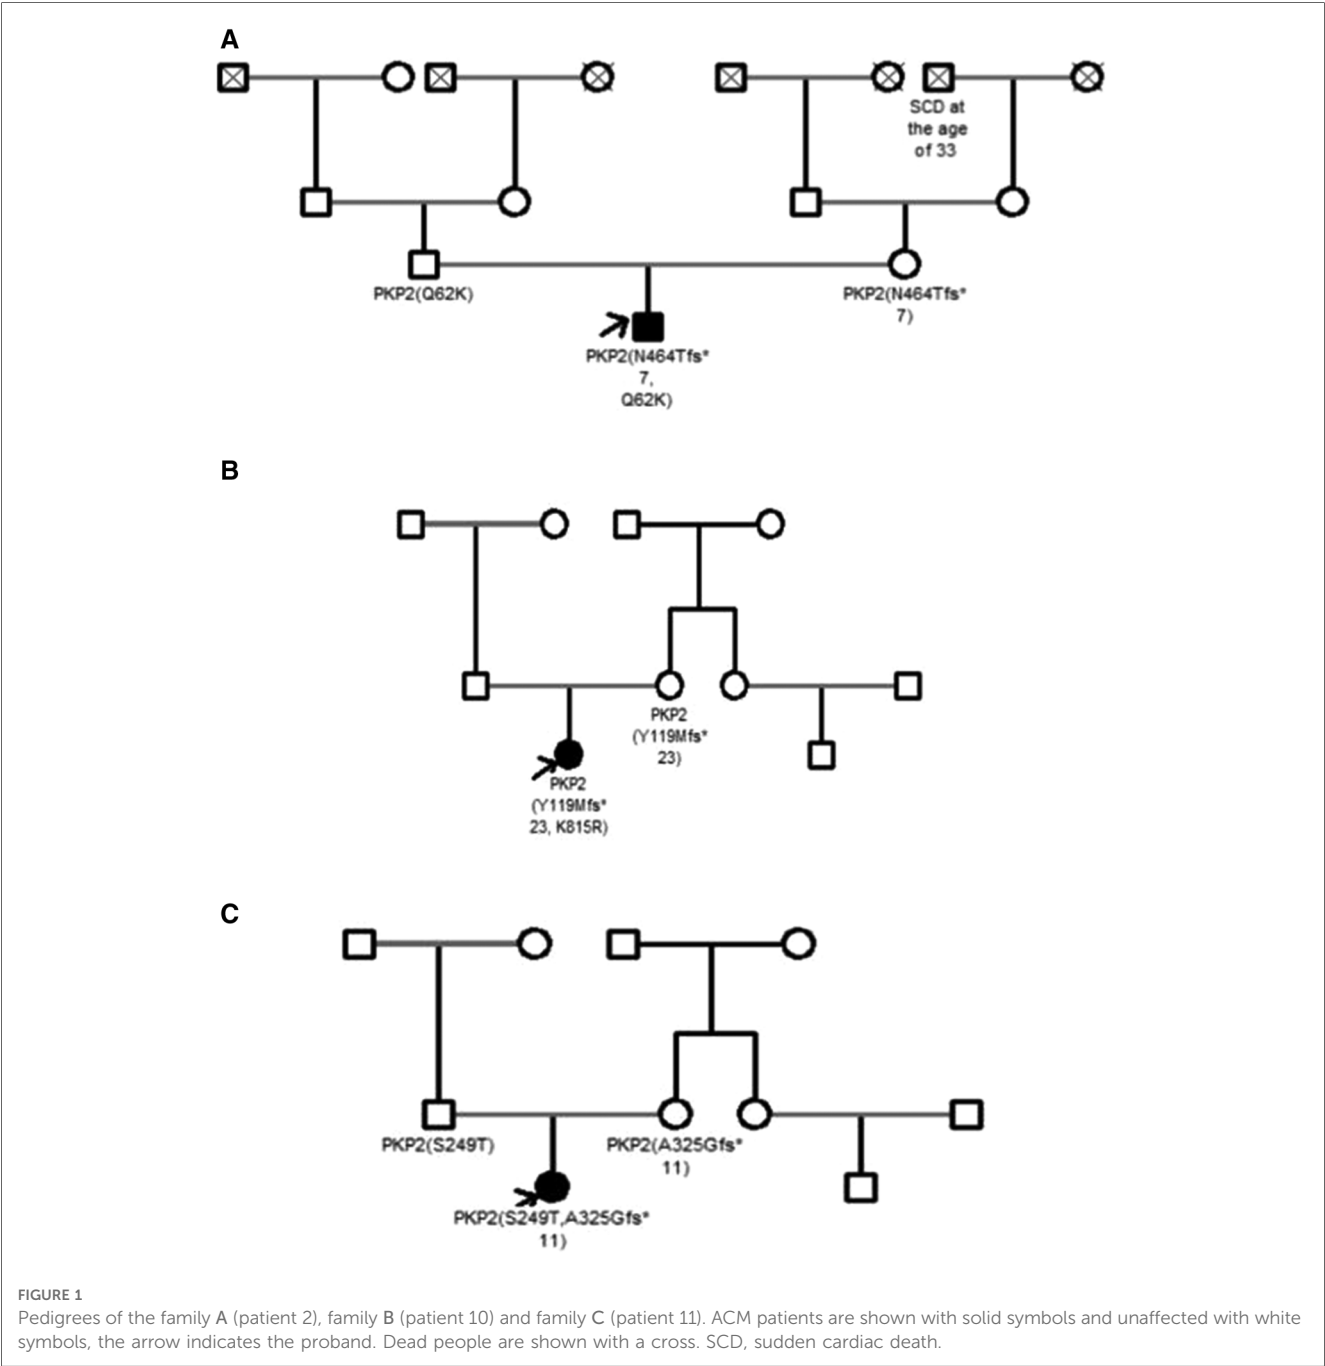 A
SCD at
the age
of 33
PKP2(Q62K)
PKP2(N464Tfs*
7)
PKP2(N464Tfs*
7,
Q62K)
B
PKP2
(Y119Mfs*
23)
PKP2
(Y119Mfs*
23, K815R)
C
PKP2(S249T)
PKP2(A325Gfs*
11)
PKP2(S249T,A325Gfs*
11)
FIGURE 1
Pedigrees of the family A (patient 2), family B (patient 10) and family C (patient 11). ACM patients are shown with solid symbols and unaffected with white
symbols, the arrow indicates the proband. Dead people are shown with a cross. SCD, sudden cardiac death.